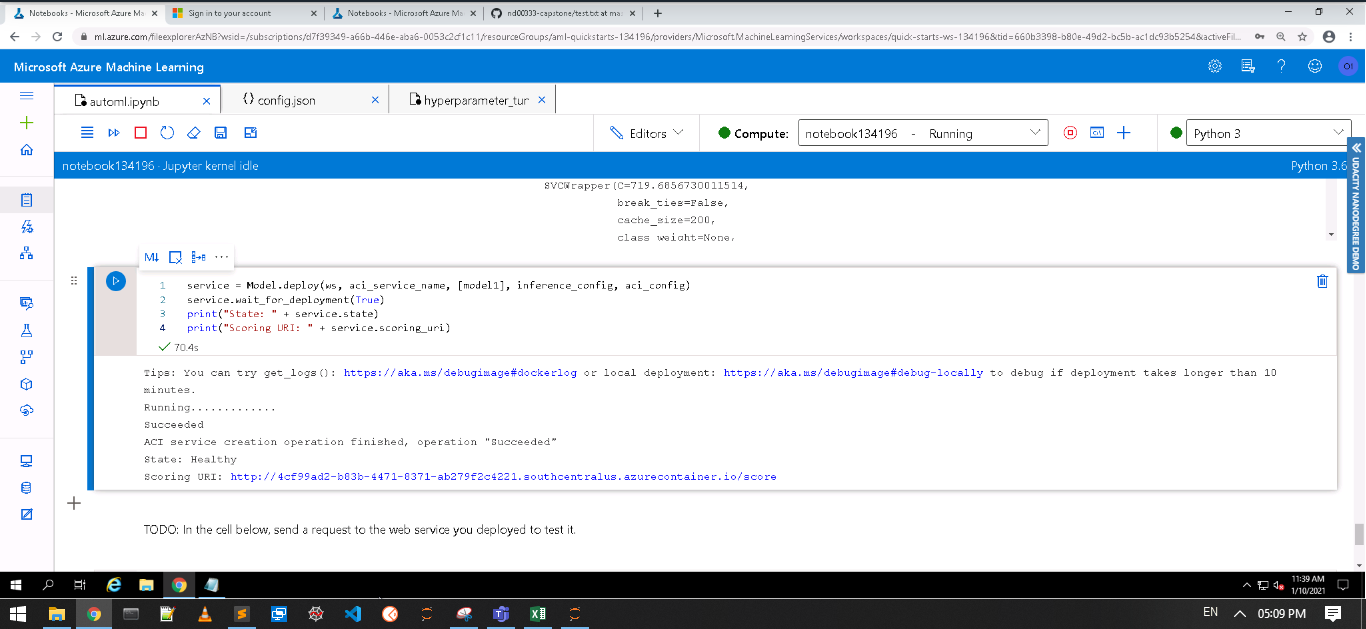 Notebooks - Microsoft Azure Ma
Sign in to your account
Notebooks - Microsoft Azure Ma
nd00333-capstone/test.txt at mas
ml.azure.com/fileexplorerAzNB?wsid=/subscriptions/d7f39349-a66b-446e-aba6-0053c2cf1c11/resourceGroups/aml-quickstarts-134196/providers/Microsoft.MachineLearningServices/workspaces/quick-starts-ws-134196&tid=660b3398-b80e-49d2-bc5b-ac1dc93b5254&activeFil...
Microsoft Azure Machine Learning
automl.ipynb
{} config.json
hyperparameter_tur
Editors
Compute:
notebook134196 - Running
Python 3
notebook134196 · Jupyter kernel idle
Python 3.6
UDACITY NANODEGREE DEMO
SVCWrapper(C=719.6856730011514,
break_ties=False,
cache_size=200,
class_weight=None,
M↓
1 service = Model.deploy(ws, aci_service_name, [model1], inference_config, aci_config)
2 service.wait_for_deployment(True)
3 print("State: " + service.state)
4 print("Scoring URI: " + service.scoring_uri)
70.4s
Tips: You can try get_logs(): https://aka.ms/debugimage#dockerlog or local deployment: https://aka.ms/debugimage#debug-locally to debug if deployment takes longer than 10
minutes.
Running.............
Succeeded
ACI service creation operation finished, operation "Succeeded"
State: Healthy
Scoring URI: http://4cf99ad2-b83b-4471-8371-ab279f2c4221.southcentralus.azurecontainer.io/score
TODO: In the cell below, send a request to the web service you deployed to test it.
11:39 AM
1/10/2021
EN
05:09 PM